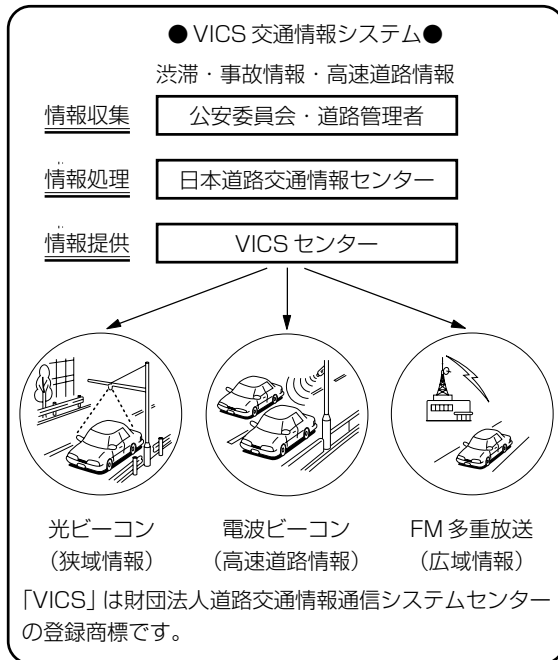 ●VICS 交通情報システム●
渋滞・事故情報・高速道路情報
情報収集 公安委員会・道路管理者
情報処理 日本道路交通情報センター
情報提供 VICS センター
光ビーコン 電波ビーコン FM 多重放送
(狭域情報) (高速道路情報) (広域情報)
「VICS」は財団法人道路交通情報通信システムセンター
の登録商標です。